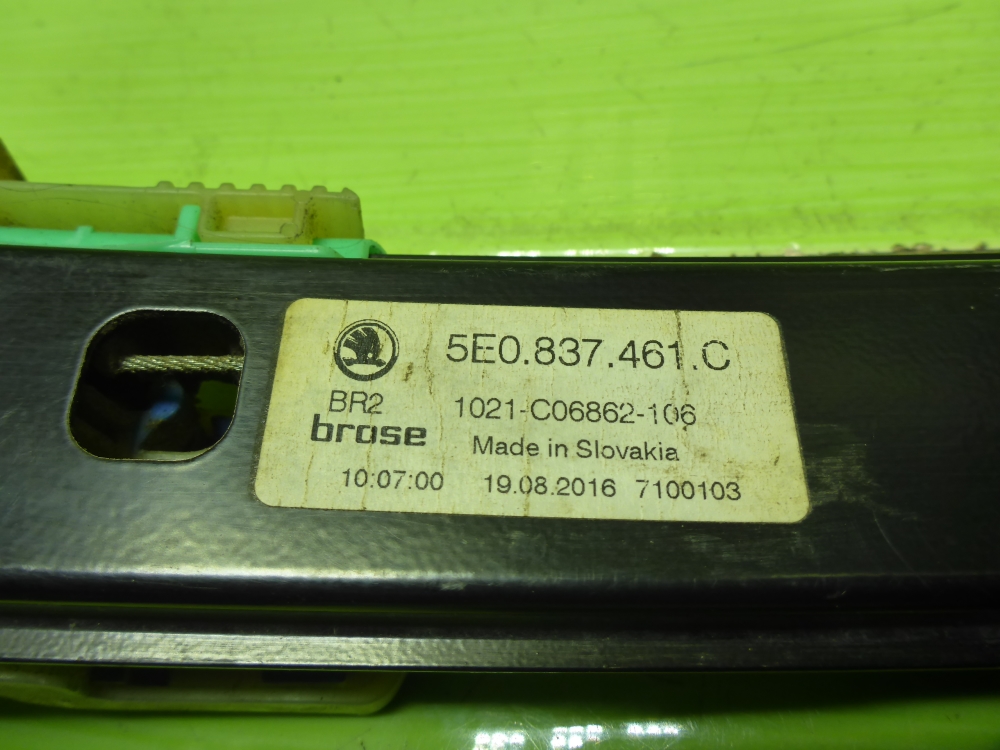 5E0.837.461.C
BR2 1021-C06862-106
brose Made in Slovakia
10:07:00 19.08.2016 7100103